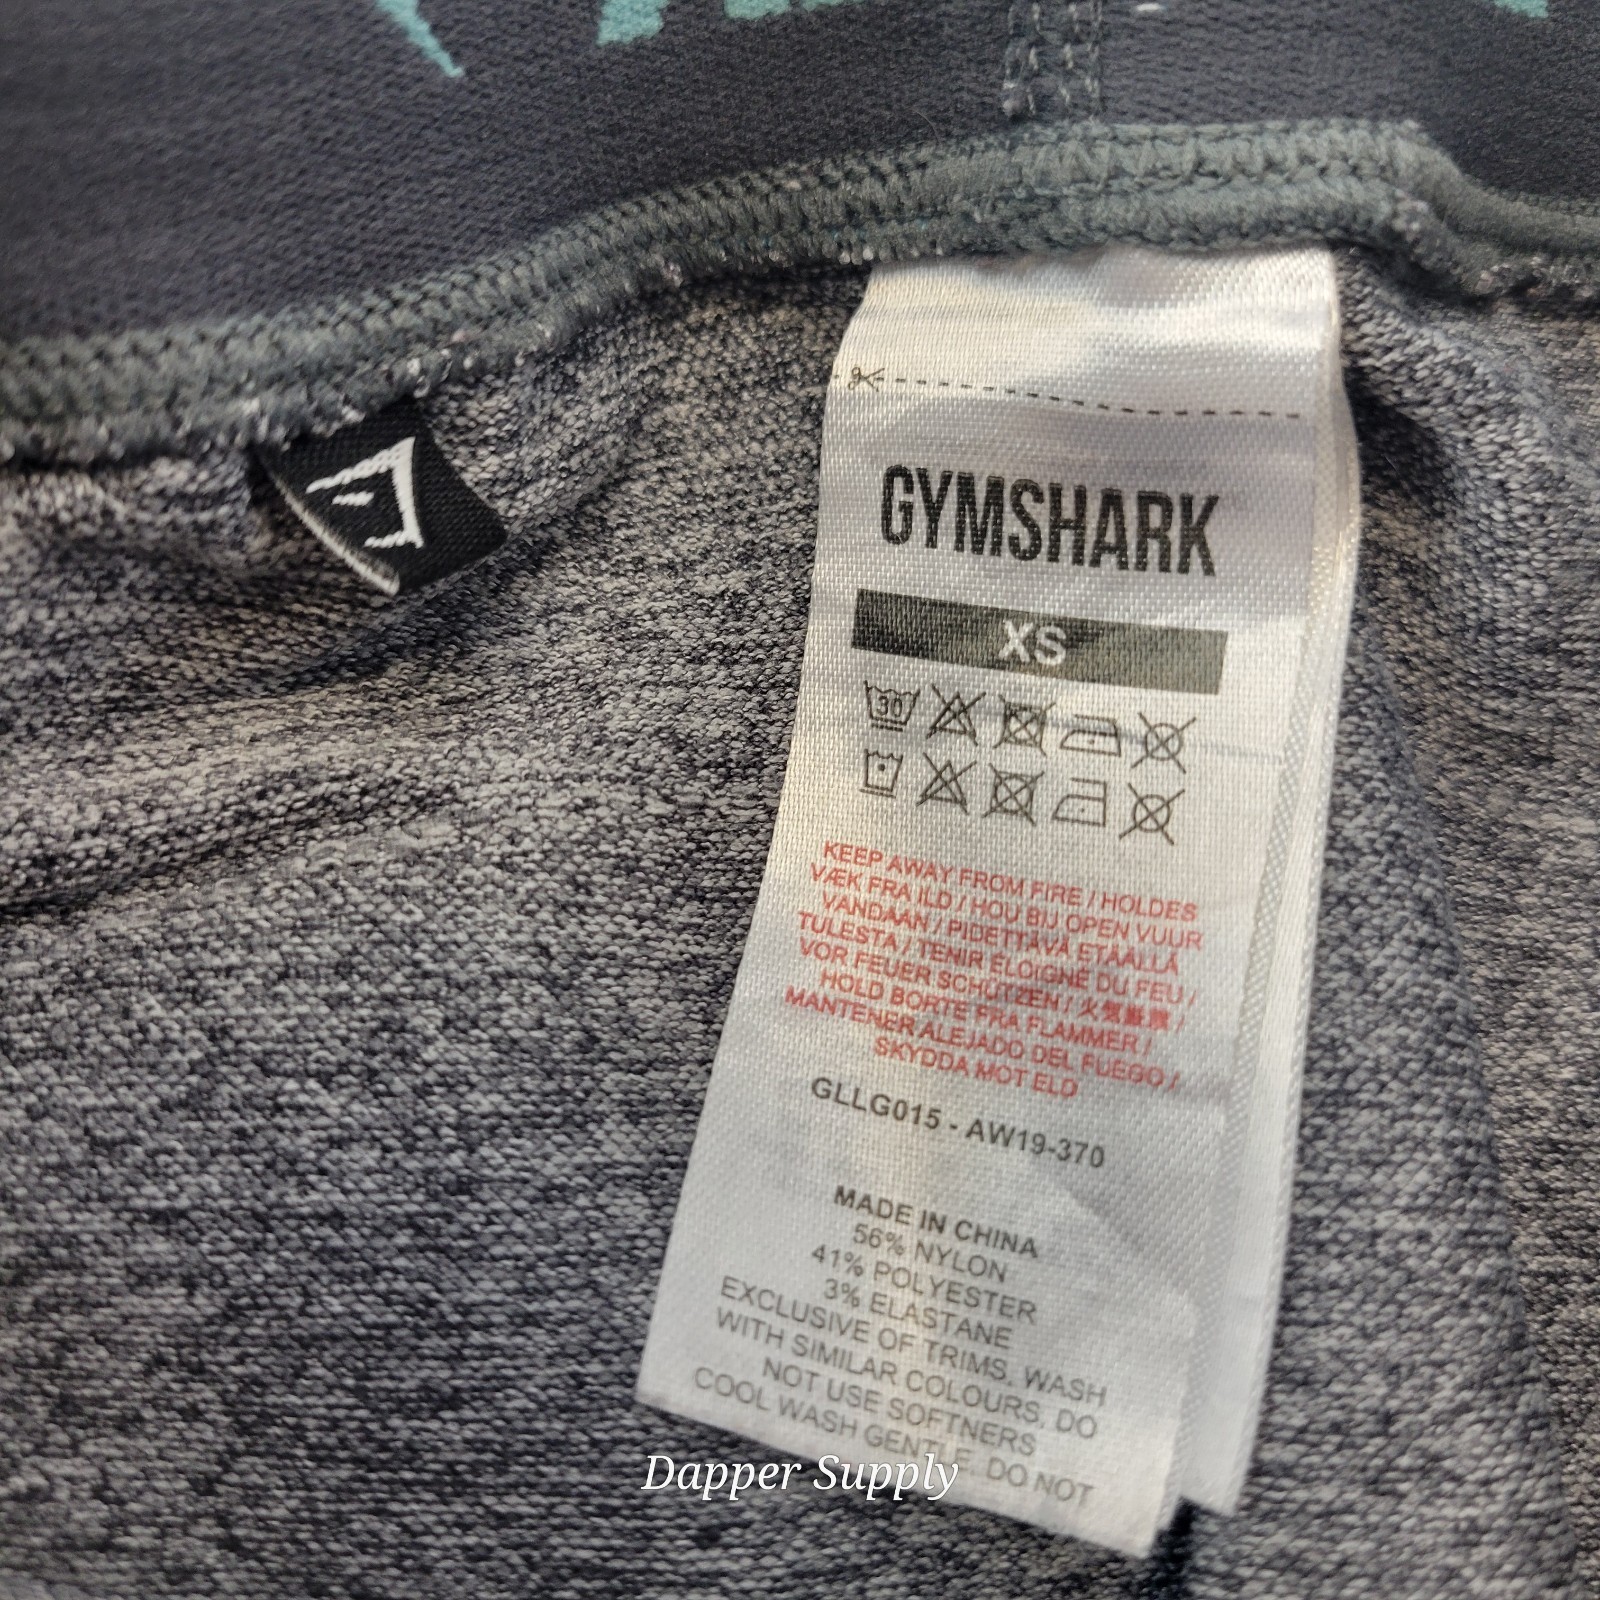 GYMSHARK
XS
30
KEEP AWAY FROM FIRE / HOLDES
VÆK FRA ILD / HOU BIJ OPEN VUUR
VANDAAN / PIDETTÄVÄ ETÄÄLLÄ
TULESTA / TENIR ÉLOIGNÉ DU FEU /
VOR FEUER SCHÜTZEN / 火気厳禁 /
HOLD BORTE FRA FLAMMER /
MANTENER ALEJADO DEL FUEGO /
SKYDDA MOT ELD
GLLG015 - AW19-370
MADE IN CHINA
56% NYLON
41% POLYESTER
3% ELASTANE
EXCLUSIVE OF TRIMS, WASH
WITH SIMILAR COLOURS, DO
NOT USE SOFTNERS
COOL WASH GENTLE, DO NOT
Dapper Supply